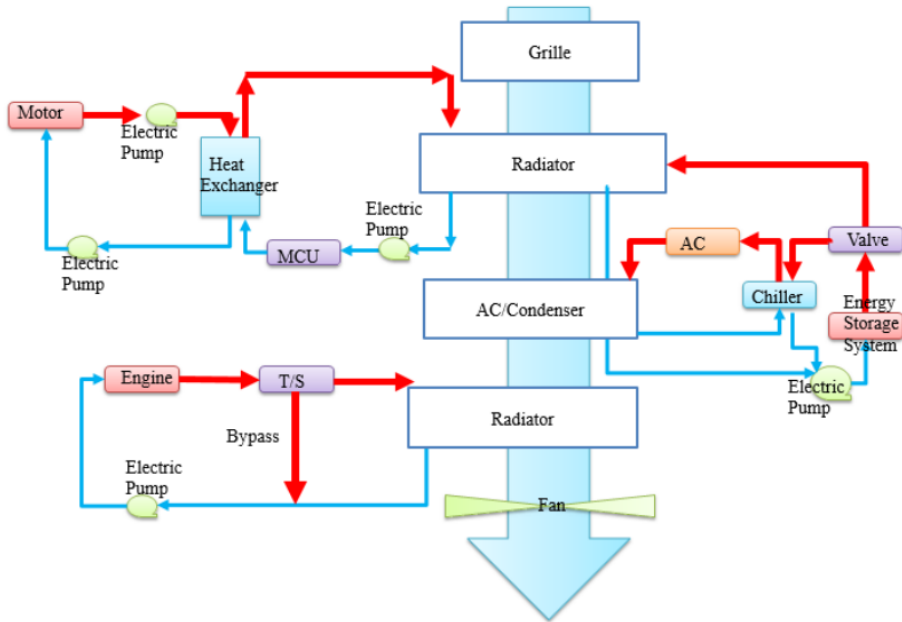 Grille
Motor
Electric
Pump
Heat
Exchanger
Radiator
Electric
Pump
MCU
Electric
Pump
AC
Valve
Chiller
AC/Condenser
Energy
Storage
System
Electric
Pump
Engine
T/S
Bypass
Radiator
Electric
Pump
Fan